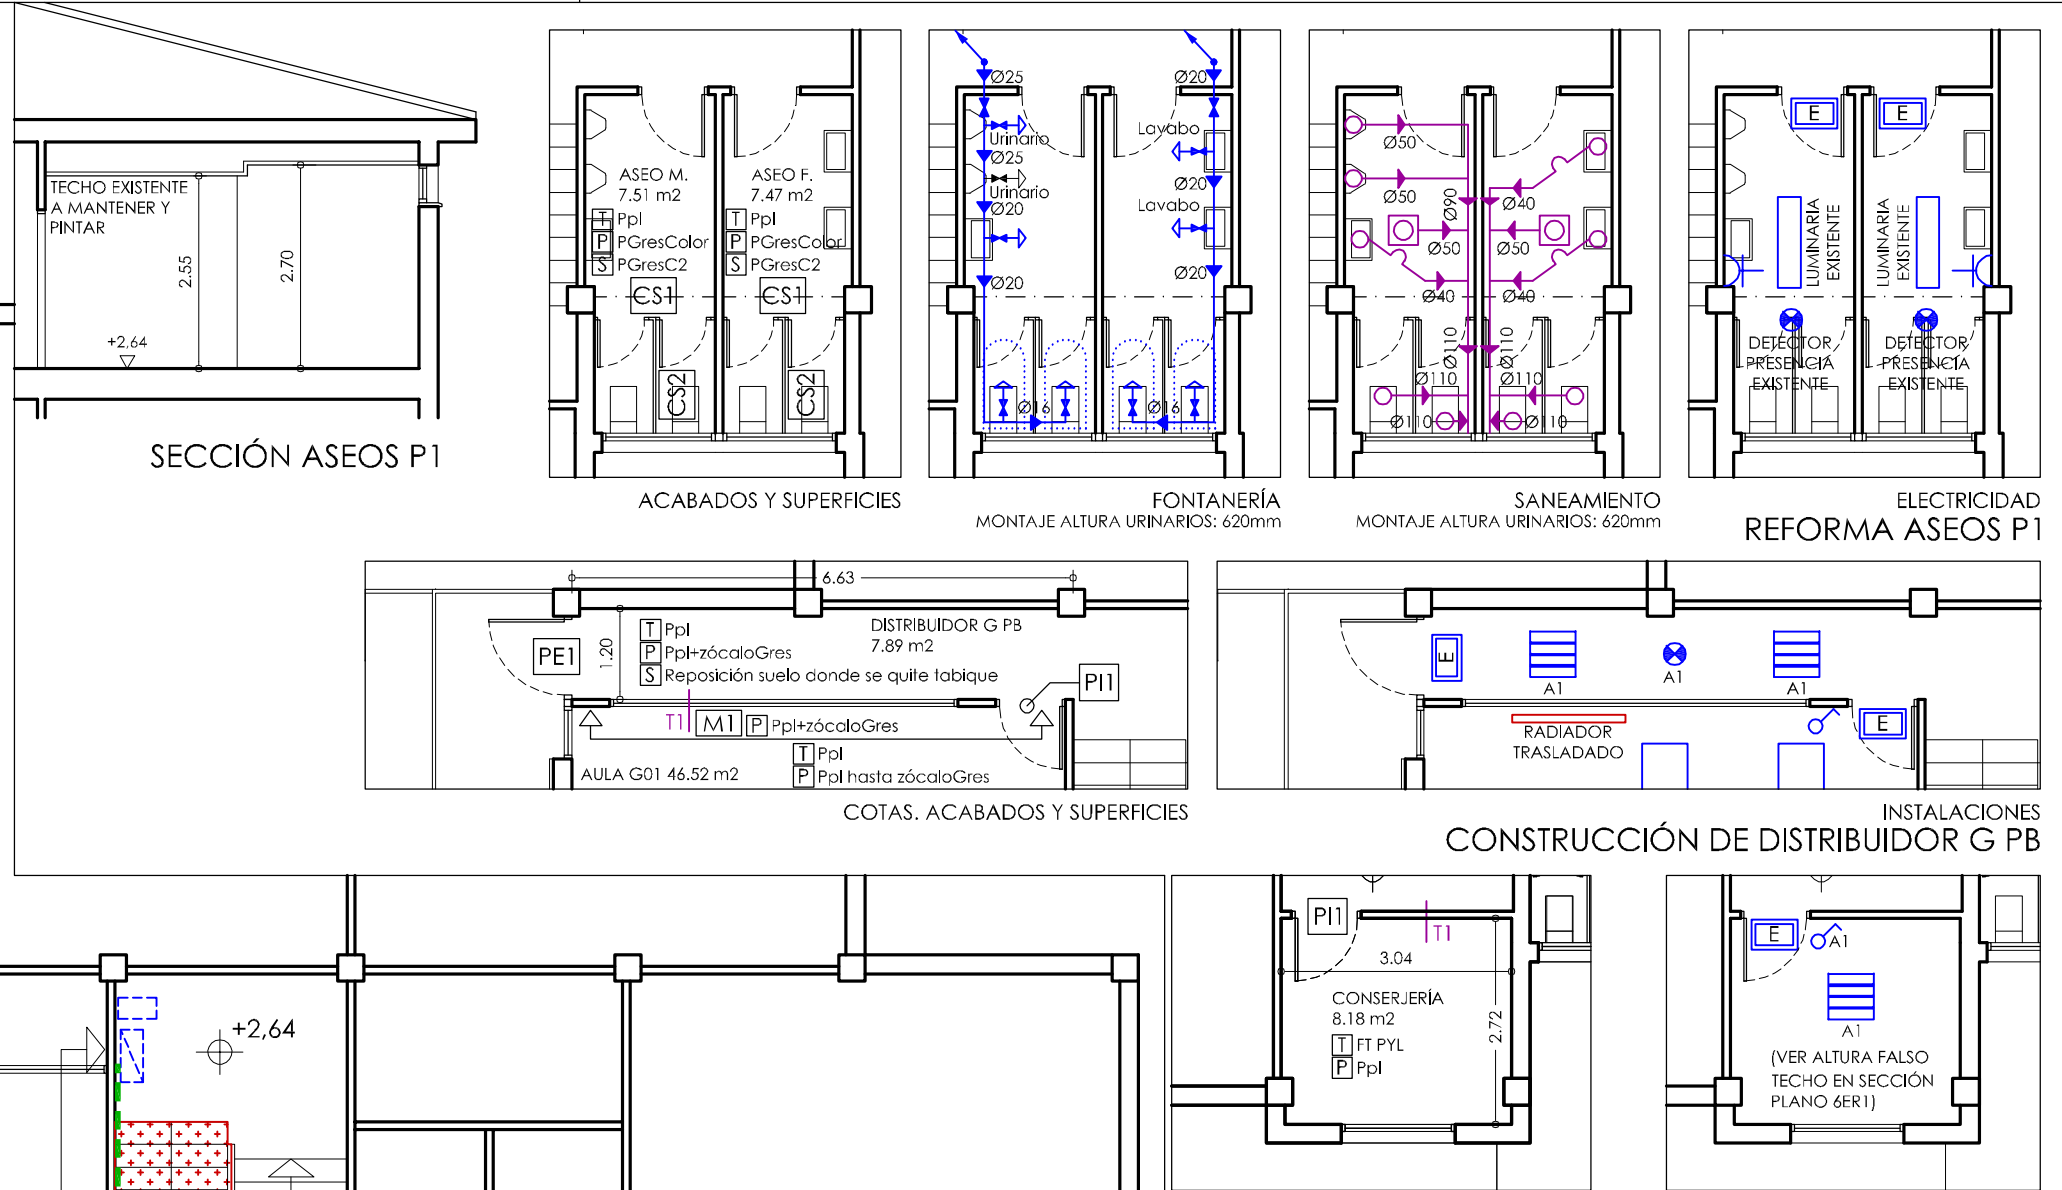 TECHO EXISTENTE
A MANTENER Y
PINTAR
2.55
2.70
+2,64
SECCIÓN ASEOS P1
ASEO M.
7.51 m2
T Ppl
P PGresColor
S PGresC2
CS1
CS2
ASEO F.
7.47 m2
T Ppl
P PGresColor
S PGresC2
CS1
CS2
ACABADOS Y SUPERFICIES
Ø25
Urinario
Ø25
Urinario
Ø20
Ø20
Ø16
Ø20
Lavabo
Ø20
Lavabo
Ø20
Ø16
FONTANERÍA
MONTAJE ALTURA URINARIOS: 620mm
Ø50
Ø50
Ø90
Ø40
Ø50
Ø50
Ø40
Ø40
Ø110
Ø110
Ø110
Ø110
Ø110
Ø110
SANEAMIENTO
MONTAJE ALTURA URINARIOS: 620mm
E
E
LUMINARIA
EXISTENTE
LUMINARIA
EXISTENTE
DETECTOR
PRESENCIA
EXISTENTE
DETECTOR
PRESENCIA
EXISTENTE
ELECTRICIDAD
REFORMA ASEOS P1
6.63
PE1
1.20
T Ppl
P Ppl+zócaloGres
S Reposición suelo donde se quite tabique
DISTRIBUIDOR G PB
7.89 m2
PI1
T1
M1
P Ppl+zócaloGres
T Ppl
P Ppl hasta zócaloGres
AULA G01 46.52 m2
COTAS. ACABADOS Y SUPERFICIES
E
A1
A1
A1
RADIADOR
TRASLADADO
E
INSTALACIONES
CONSTRUCCIÓN DE DISTRIBUIDOR G PB
+2,64
PI1
T1
3.04
CONSERJERÍA
8.18 m2
T FT PYL
P Ppl
2.72
E
A1
A1
(VER ALTURA FALSO
TECHO EN SECCIÓN
PLANO 6ER1)